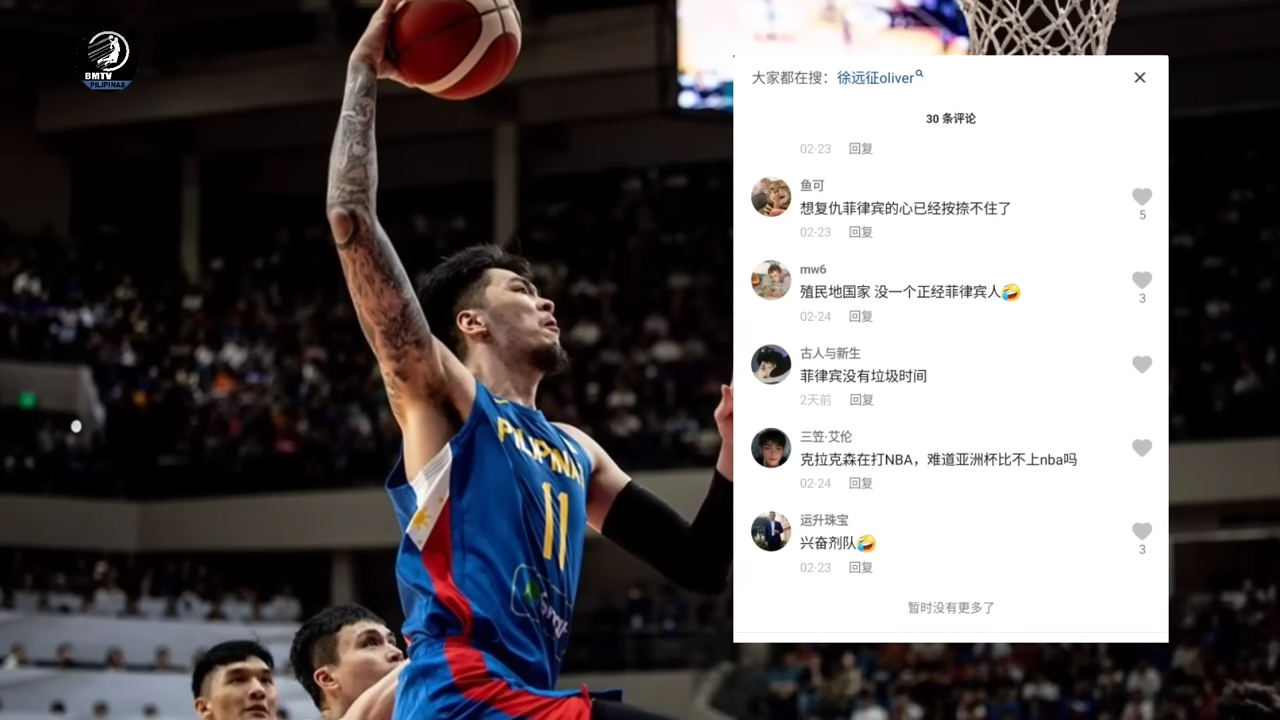 BMTV
PILIPINAS
PILIPINAS
11
大家都在搜：徐远征oliver
30 条评论
02-23 回复
鱼可
想复仇菲律宾的心已经按捺不住了
5
02-23 回复
mw6
殖民地国家 没一个正经菲律宾人🤣
3
02-24 回复
古人与新生
菲律宾没有垃圾时间
2天前 回复
三笠·艾伦
克拉克森在打NBA，难道亚洲杯比不上nba吗
02-24 回复
运升珠宝
兴奋剂队🤣
3
02-23 回复
暂时没有更多了